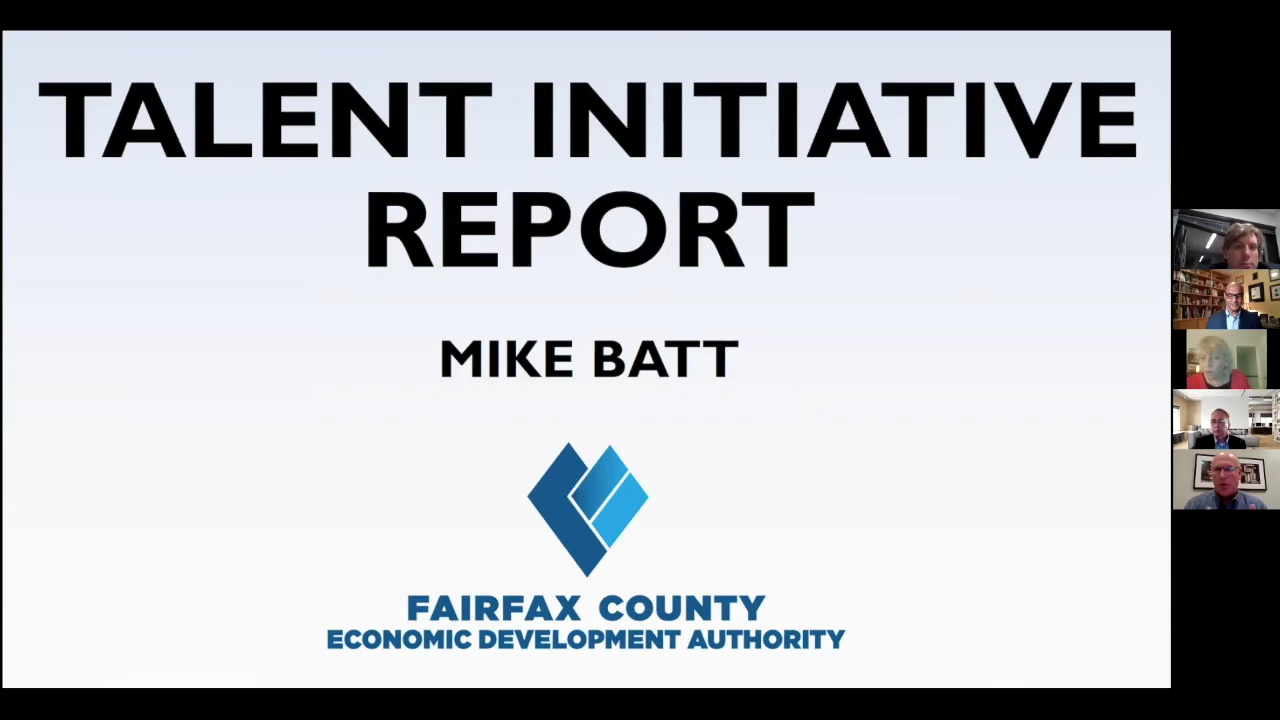 TALENT INITIATIVE
REPORT
MIKE BATT
FAIRFAX COUNTY
ECONOMIC DEVELOPMENT AUTHORITY